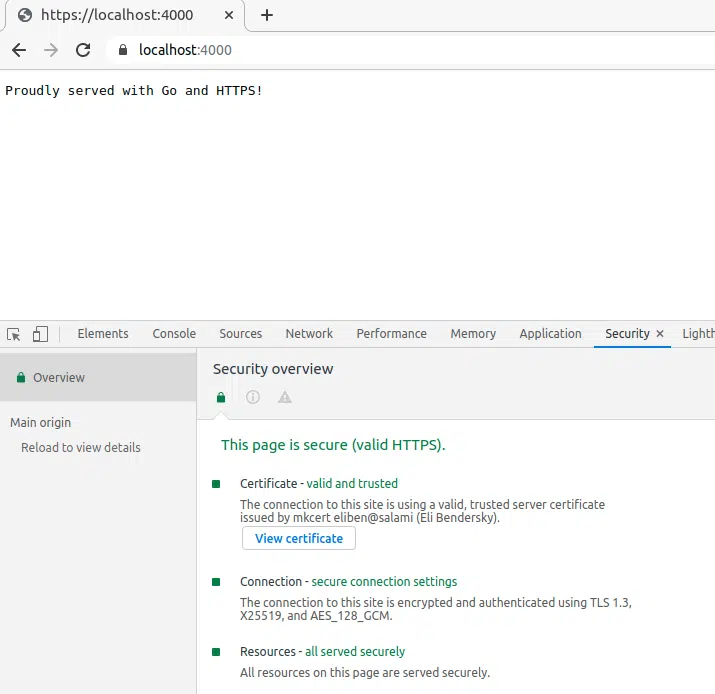 https://localhost:4000
localhost:4000
Proudly served with Go and HTTPS!
Elements Console Sources Network Performance Memory Application Security Lighth
Overview
Main origin
Reload to view details
Security overview
This page is secure (valid HTTPS).
Certificate - valid and trusted
The connection to this site is using a valid, trusted server certificate
issued by mkcert eliben@salami (Eli Bendersky).
View certificate
Connection - secure connection settings
The connection to this site is encrypted and authenticated using TLS 1.3,
X25519, and AES_128_GCM.
Resources - all served securely
All resources on this page are served securely.